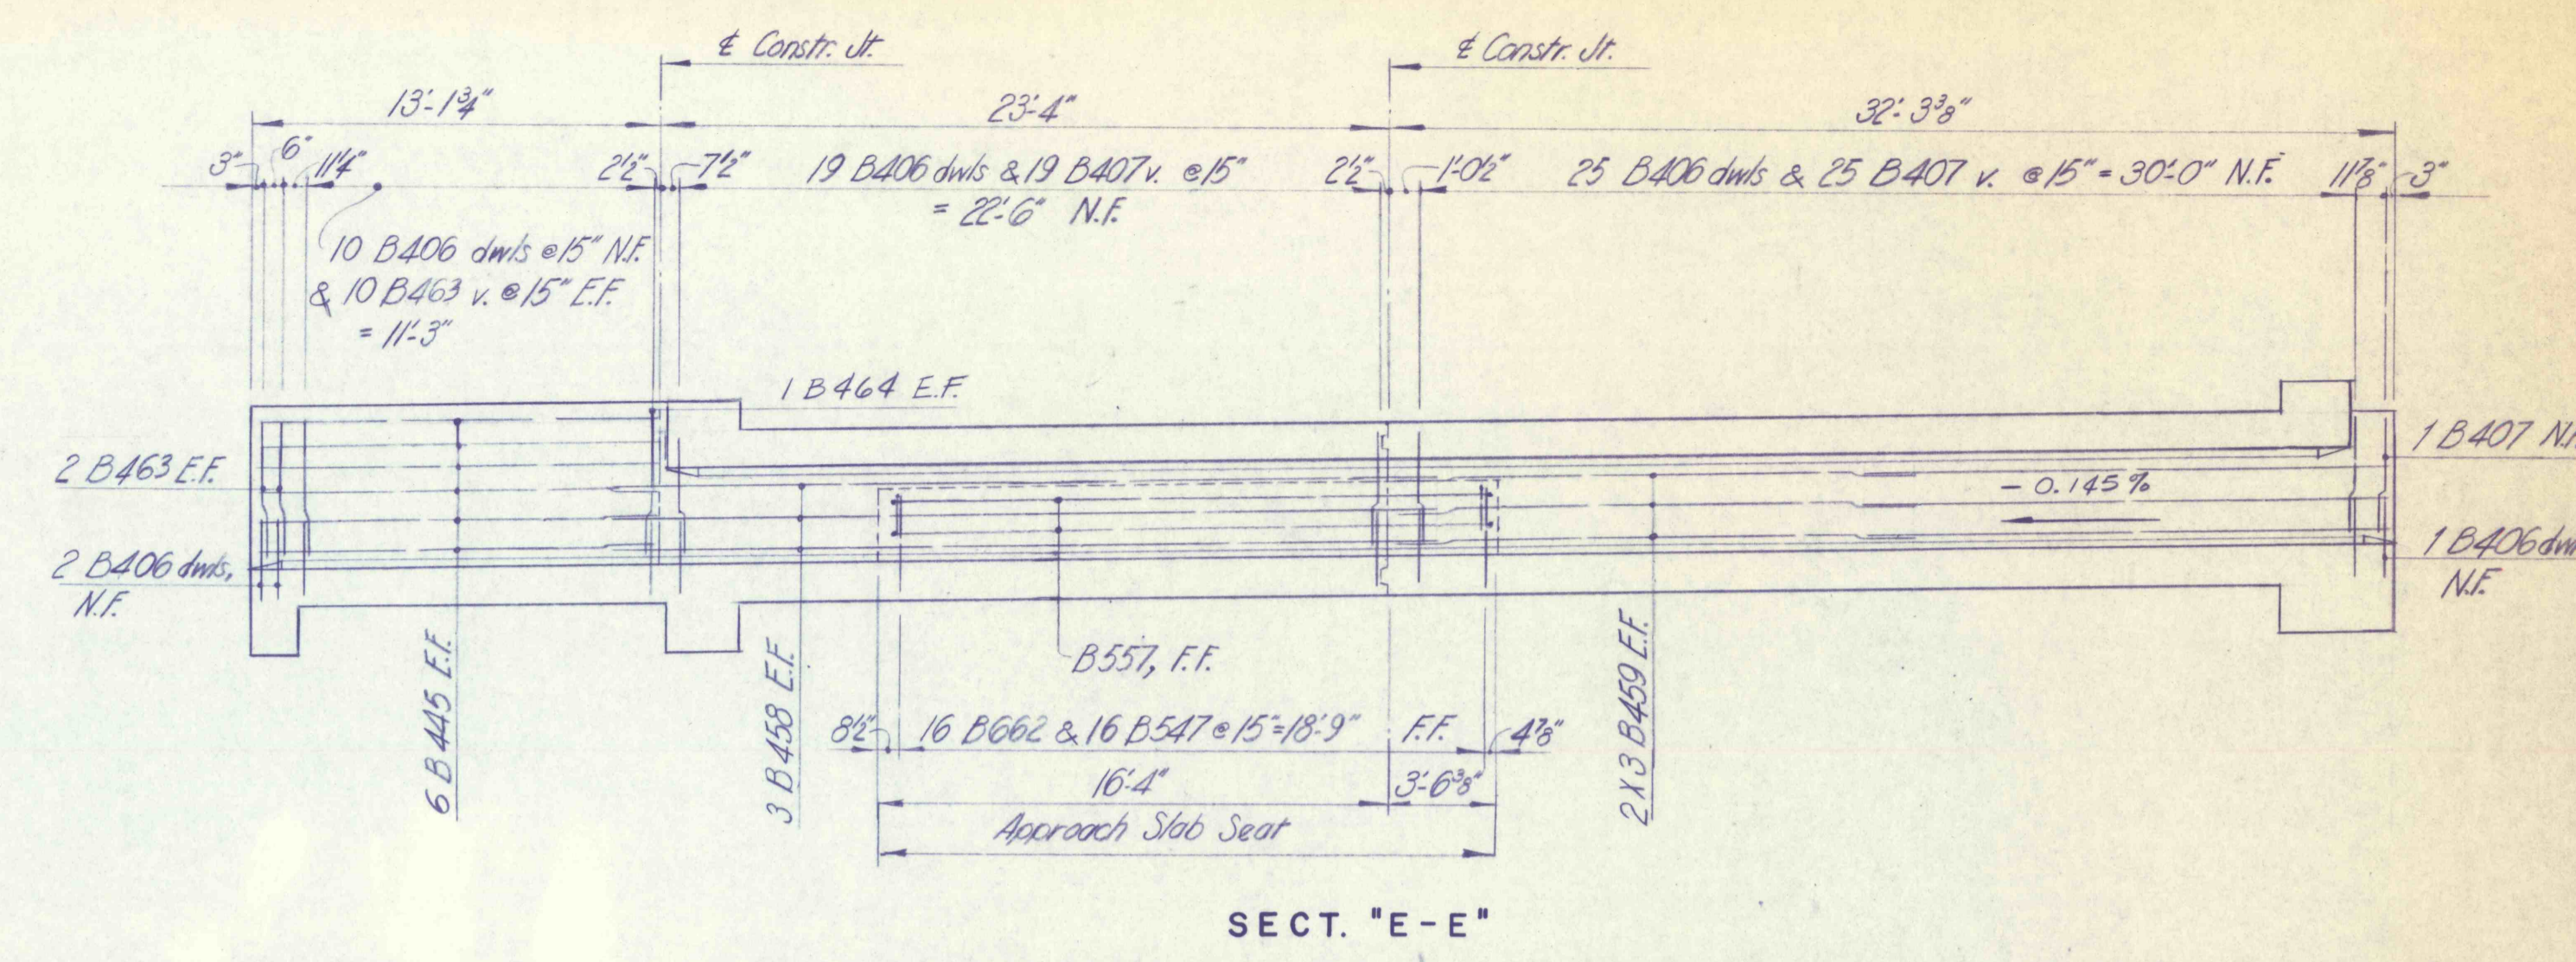 ℄ Constr. Jt.
℄ Constr. Jt.
13'-1¾"
23'-4"
32'-3⅜"
3"
6"
11¼"
2½"
7½"
19 B406 dwls & 19 B407 v. @15"
= 22'-6" N.F.
2½"
1'-0½"
25 B406 dwls & 25 B407 v. @15" = 30'-0" N.F.
11⅞"
3"
10 B406 dwls @15" N.F.
& 10 B463 v. @15" E.F.
= 11'-3"
1 B464 E.F.
2 B463 E.F.
1 B407 N.F.
- 0.145 %
2 B406 dwls,
N.F.
1 B406 dwls
N.F.
B557, F.F.
6 B445 E.F.
3 B458 E.F.
2 X 3 B459 E.F.
8½"
16 B662 & 16 B547 @15"=18'-9" F.F.
4⅞"
16'-4"
3'-6⅜"
Approach Slab Seat
SECT. "E-E"